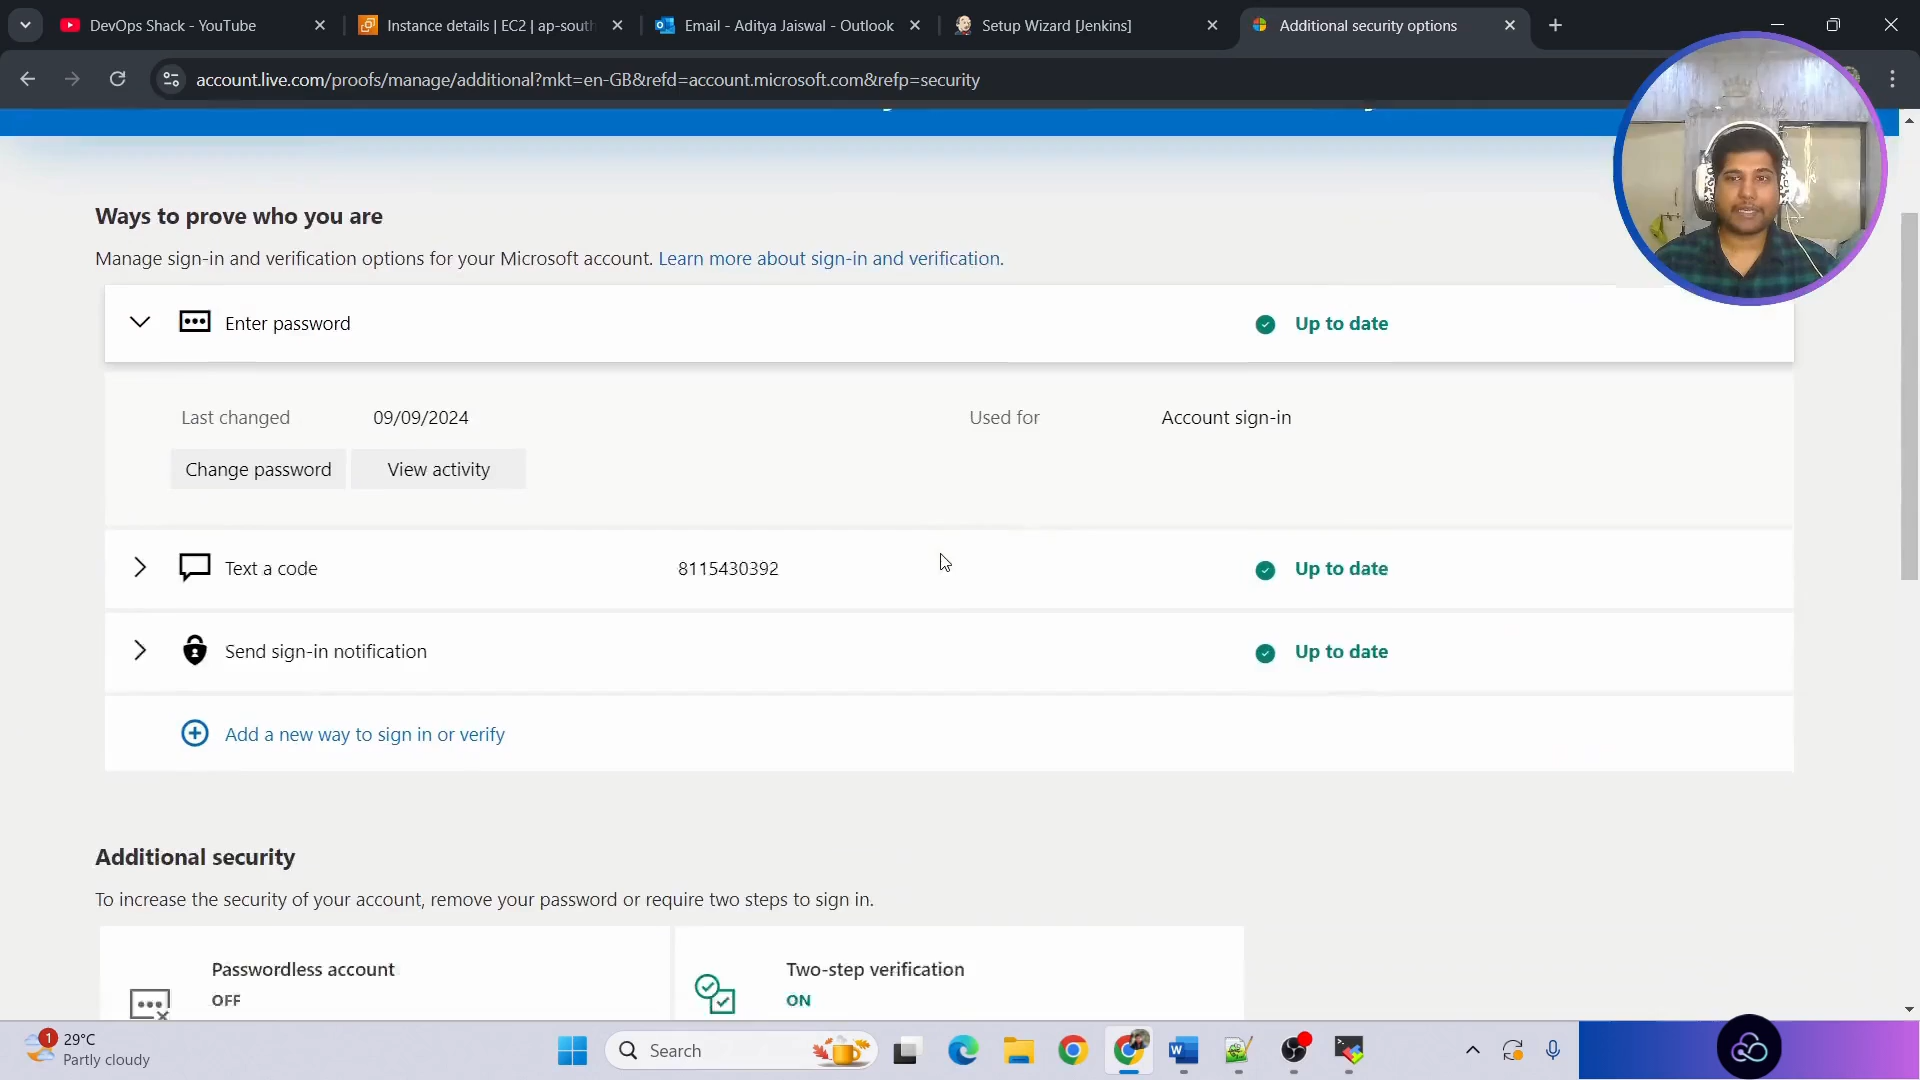 DevOps Shack - YouTube
Instance details | EC2 | ap-south
Email - Aditya Jaiswal - Outlook
Setup Wizard [Jenkins]
Additional security options
account.live.com/proofs/manage/additional?mkt=en-GB&refd=account.microsoft.com&refp=security
Ways to prove who you are
Manage sign-in and verification options for your Microsoft account. Learn more about sign-in and verification.
Enter password
Up to date
Last changed
09/09/2024
Used for
Account sign-in
Change password
View activity
Text a code
8115430392
Up to date
Send sign-in notification
Up to date
Add a new way to sign in or verify
Additional security
To increase the security of your account, remove your password or require two steps to sign in.
Passwordless account
OFF
Two-step verification
ON
1
29°C
Partly cloudy
Search